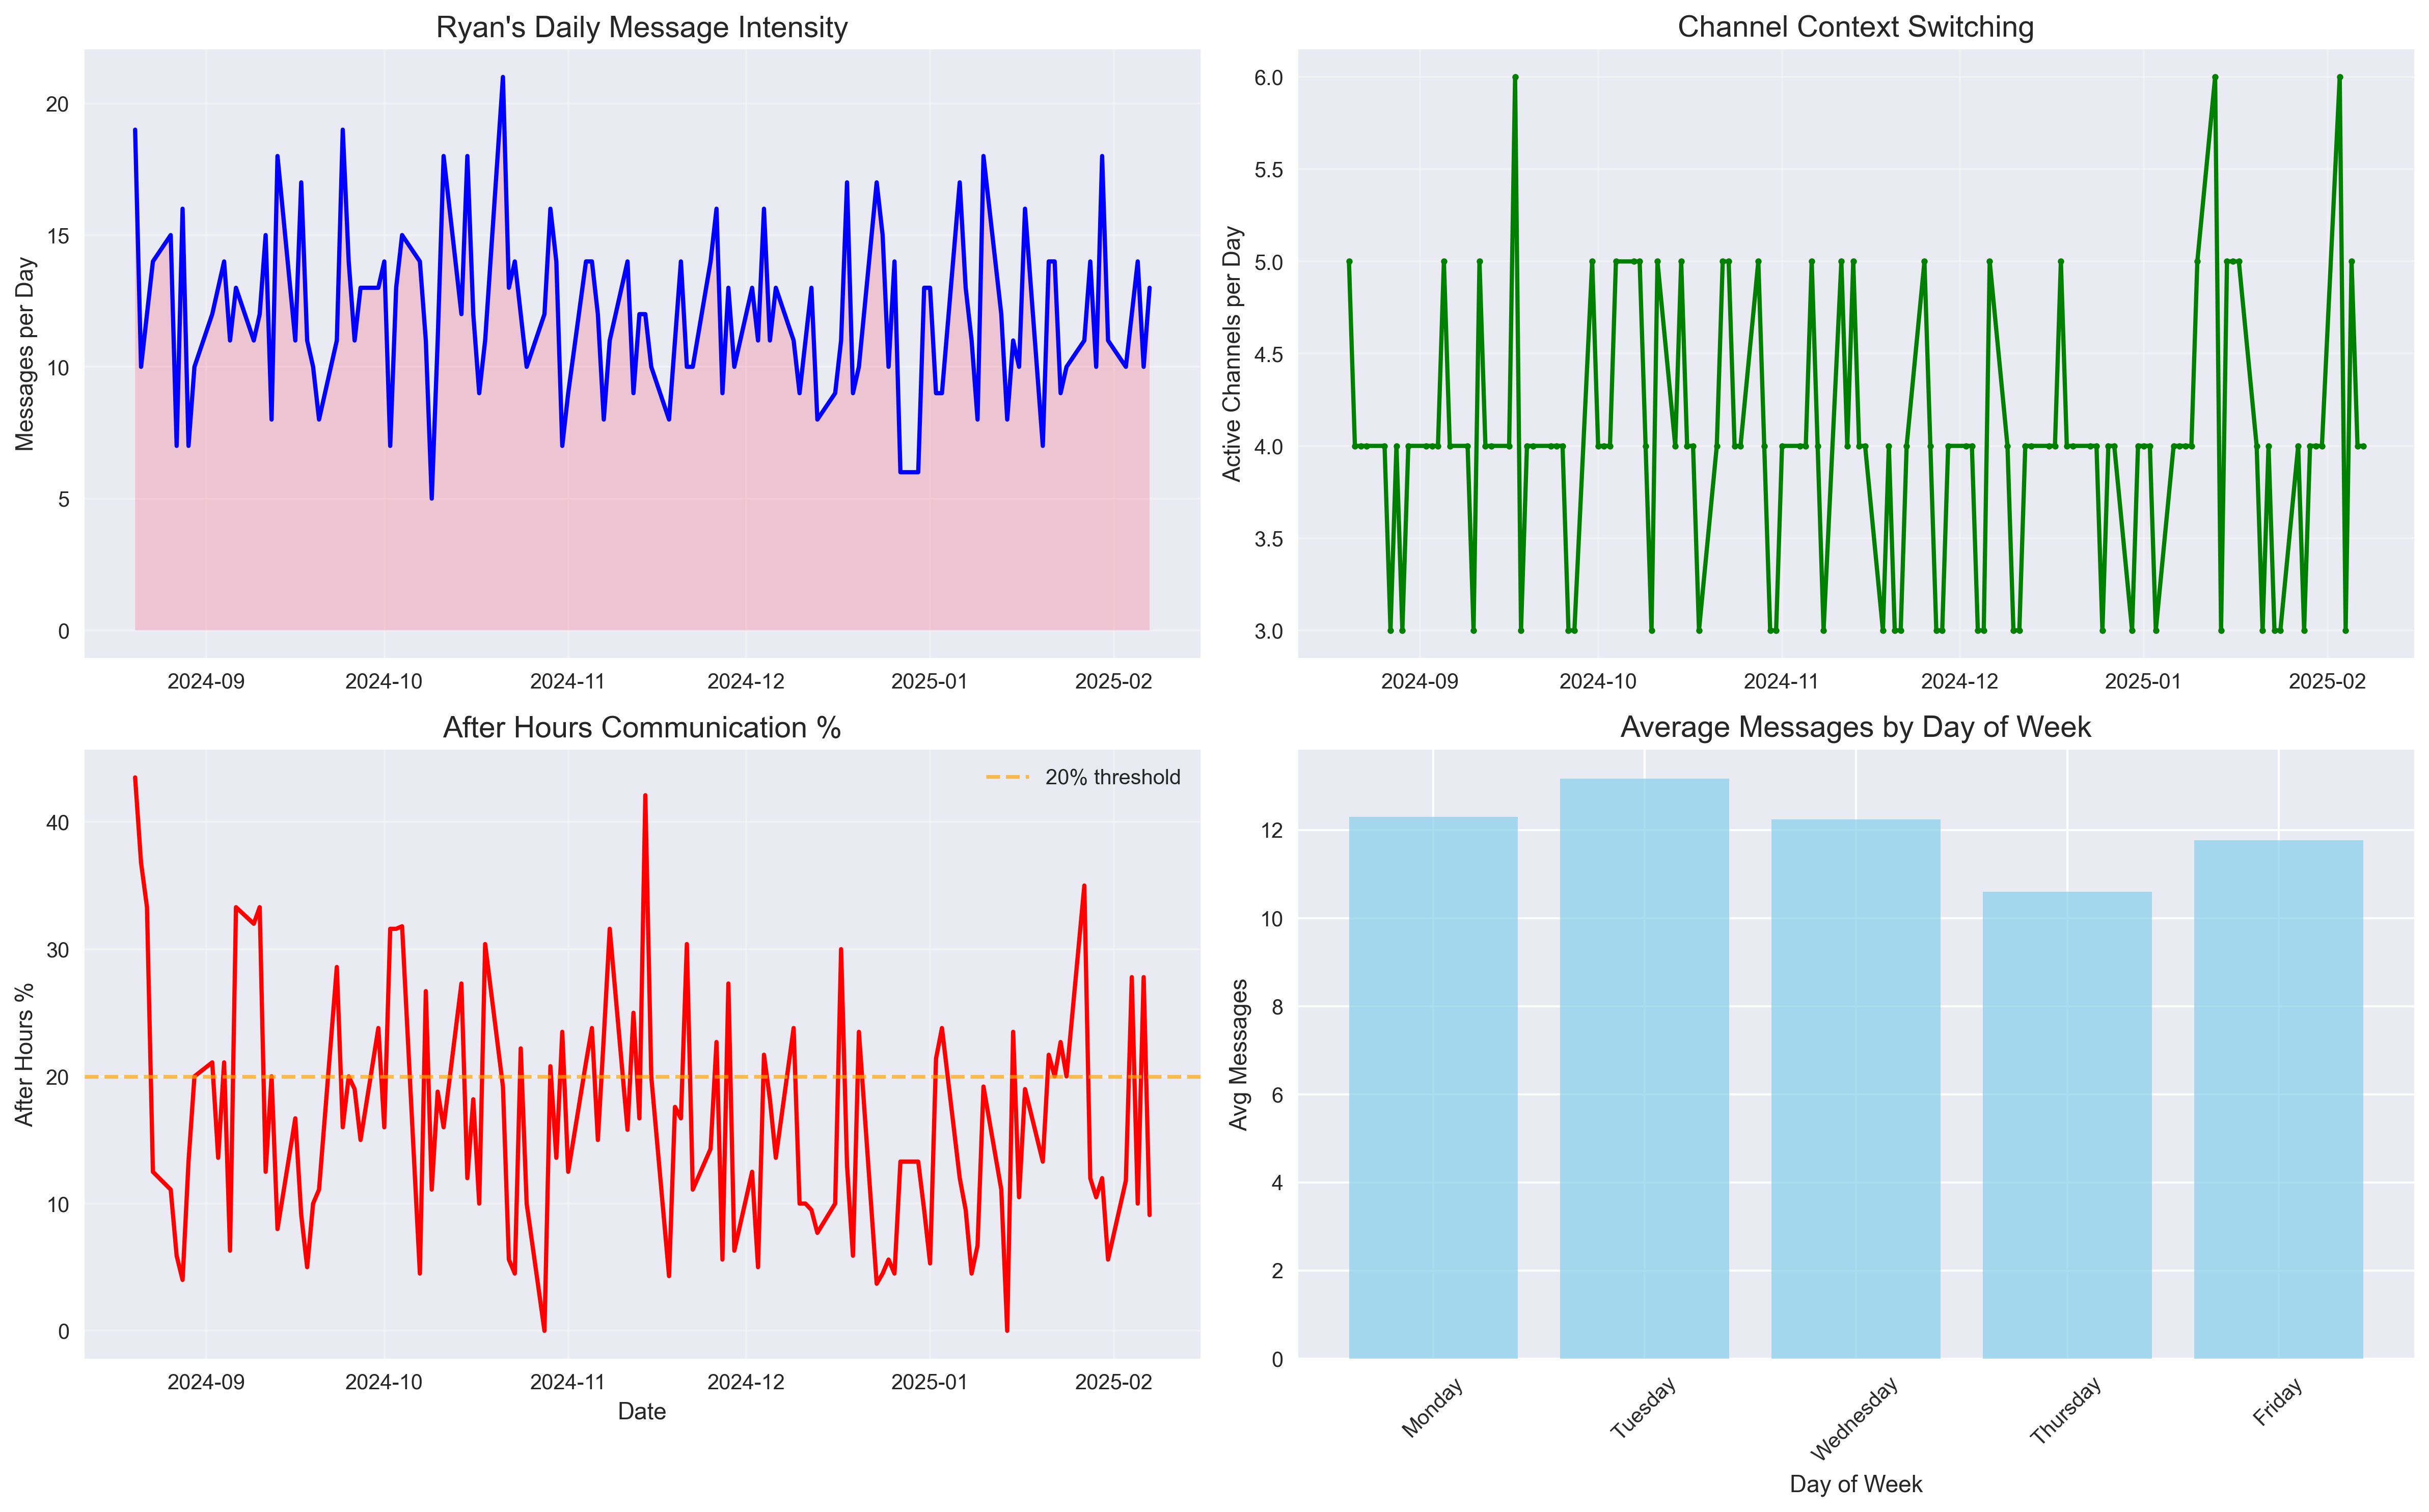 Ryan's Daily Message Intensity
Messages per Day
20
15
10
5
0
2024-09 2024-10 2024-11 2024-12 2025-01 2025-02
Channel Context Switching
Active Channels per Day
6.0
5.5
5.0
4.5
4.0
3.5
3.0
2024-09 2024-10 2024-11 2024-12 2025-01 2025-02
After Hours Communication %
20% threshold
After Hours %
40
30
20
10
0
2024-09 2024-10 2024-11 2024-12 2025-01 2025-02
Date
Average Messages by Day of Week
Avg Messages
12
10
8
6
4
2
0
Monday Tuesday Wednesday Thursday Friday
Day of Week